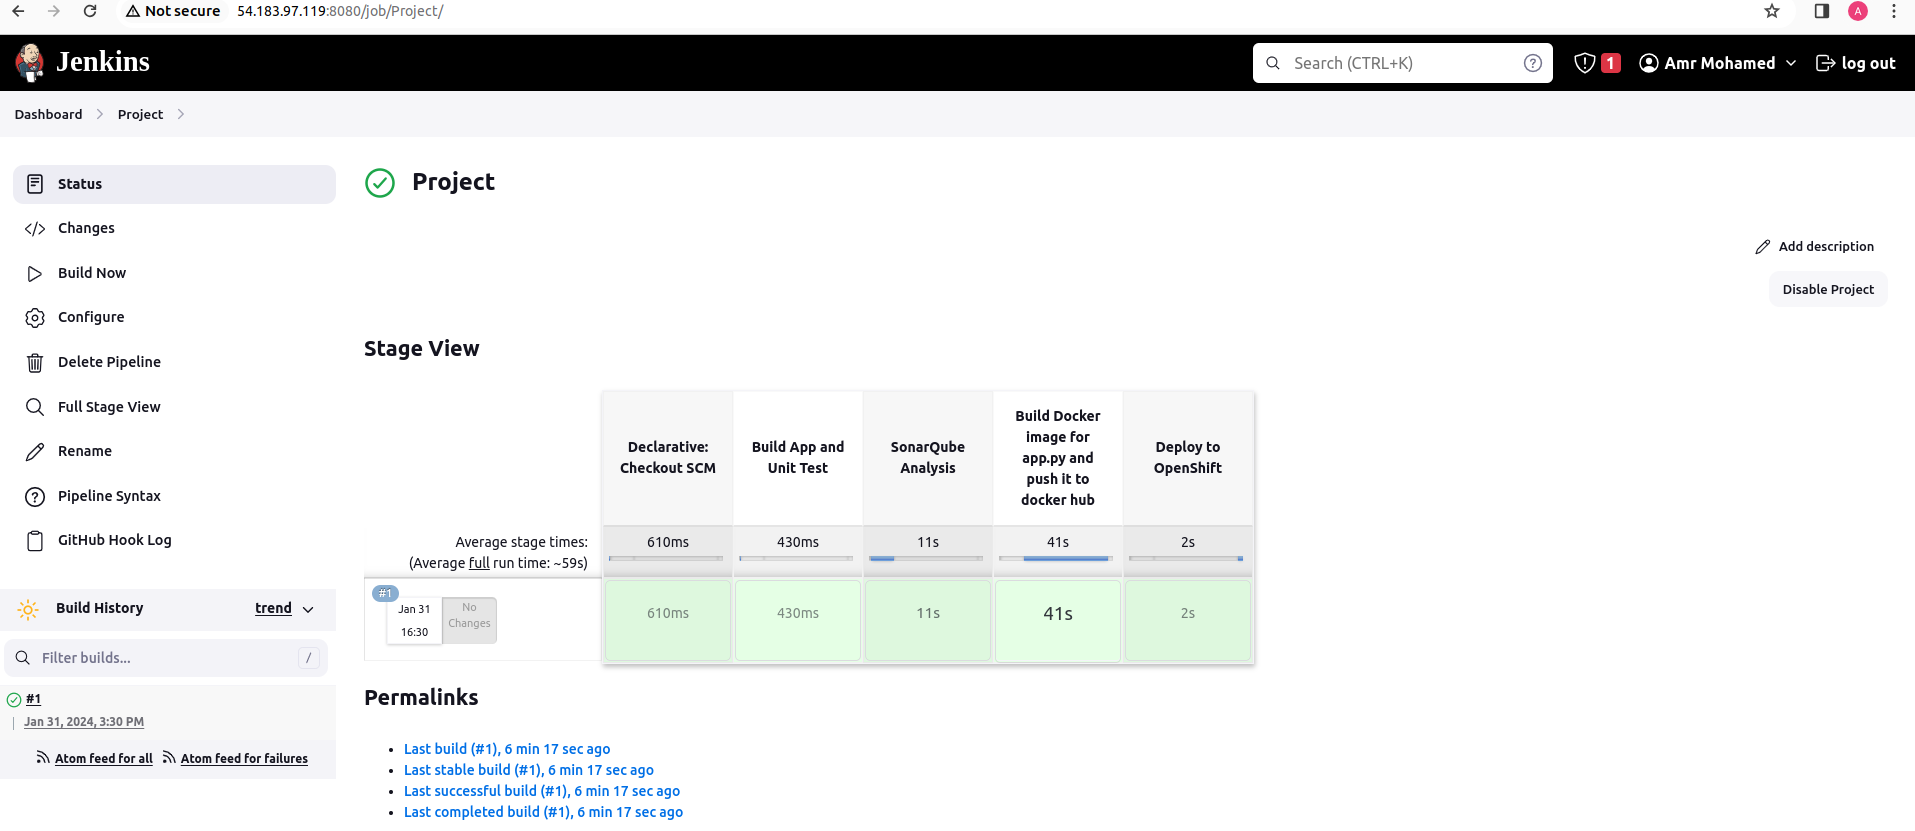 Not secure 54.183.97.119:8080/job/Project/
A
Jenkins
Search (CTRL+K)
?
1
Amr Mohamed
log out
Dashboard
Project
Status
Changes
Build Now
Configure
Delete Pipeline
Full Stage View
Rename
Pipeline Syntax
GitHub Hook Log
Build History
trend
Filter builds...
/
#1
Jan 31, 2024, 3:30 PM
Atom feed for all
Atom feed for failures
Project
Add description
Disable Project
Stage View
Declarative:
Checkout SCM
Build App and
Unit Test
SonarQube
Analysis
Build Docker
image for
app.py and
push it to
docker hub
Deploy to
OpenShift
Average stage times:
(Average full run time: ~59s)
610ms
430ms
11s
41s
2s
#1
Jan 31
16:30
No
Changes
610ms
430ms
11s
41s
2s
Permalinks
Last build (#1), 6 min 17 sec ago
Last stable build (#1), 6 min 17 sec ago
Last successful build (#1), 6 min 17 sec ago
Last completed build (#1), 6 min 17 sec ago